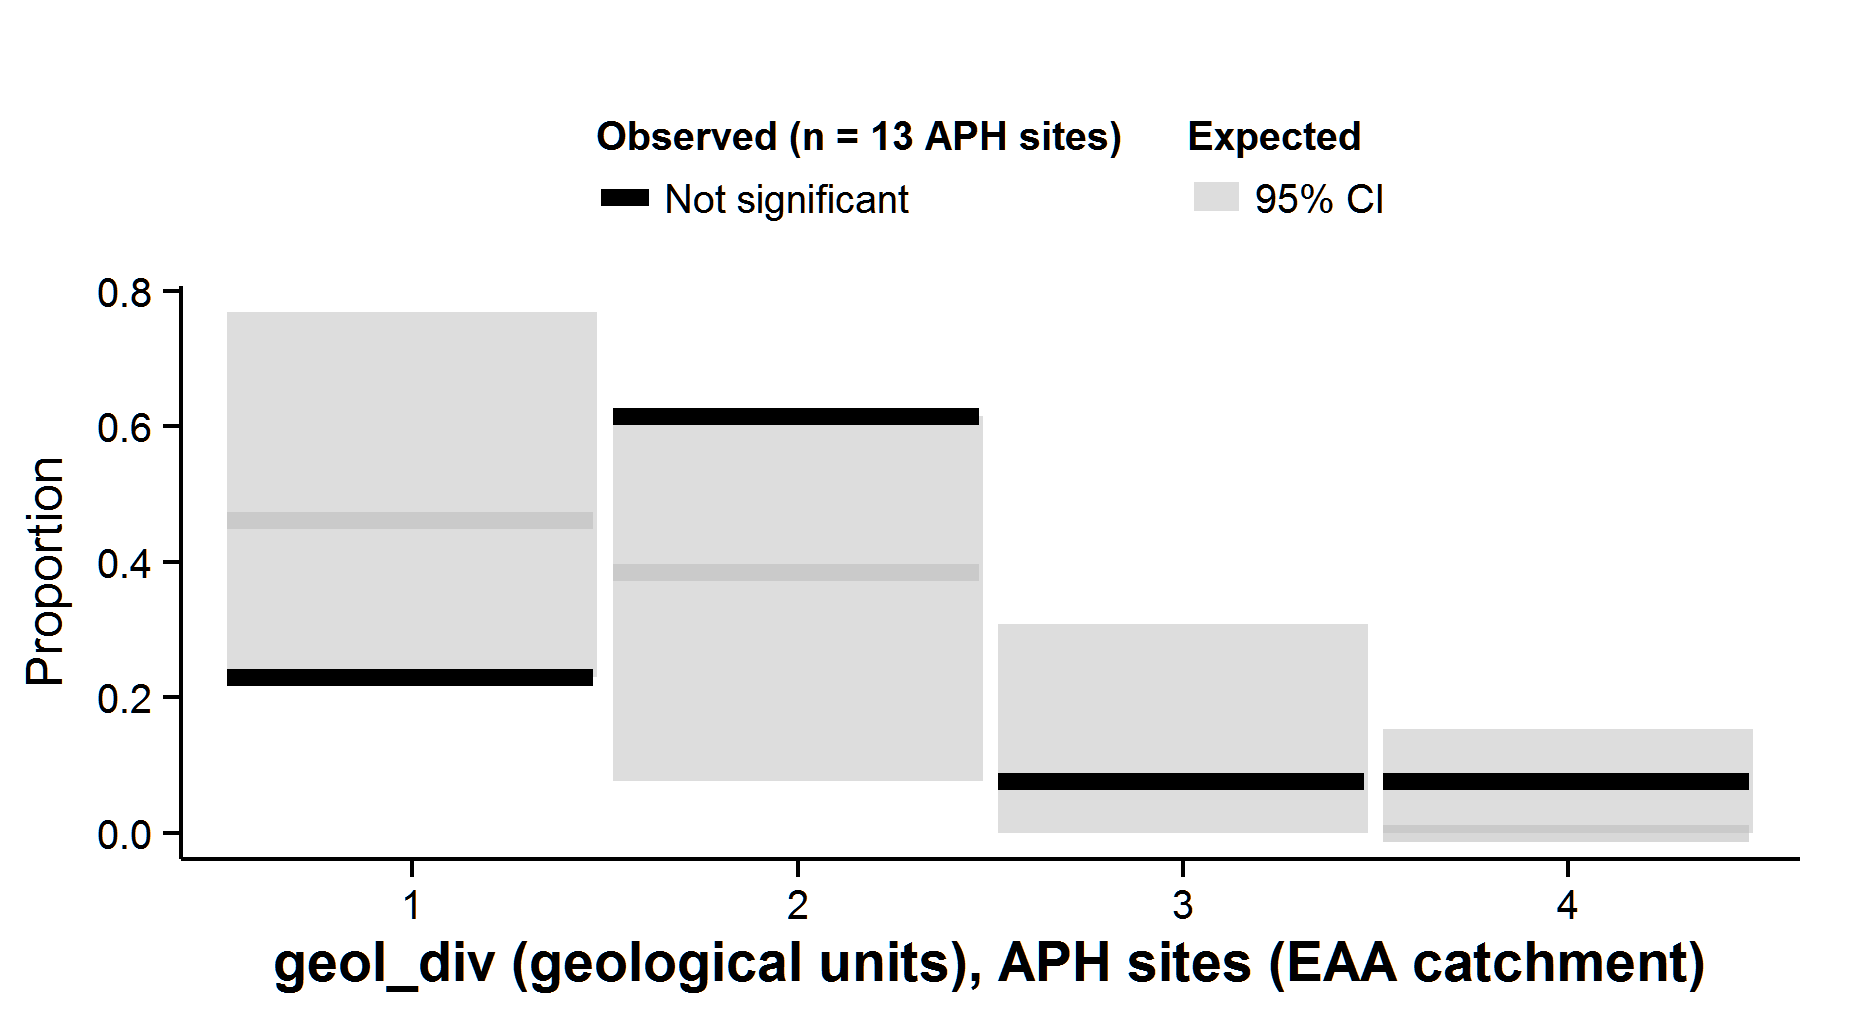 Observed (n = 13 APH sites) Expected
Not significant 95% CI
0.8
0.6
0.4
0.2
0.0
Proportion
1 2 3 4
geol_div (geological units), APH sites (EAA catchment)